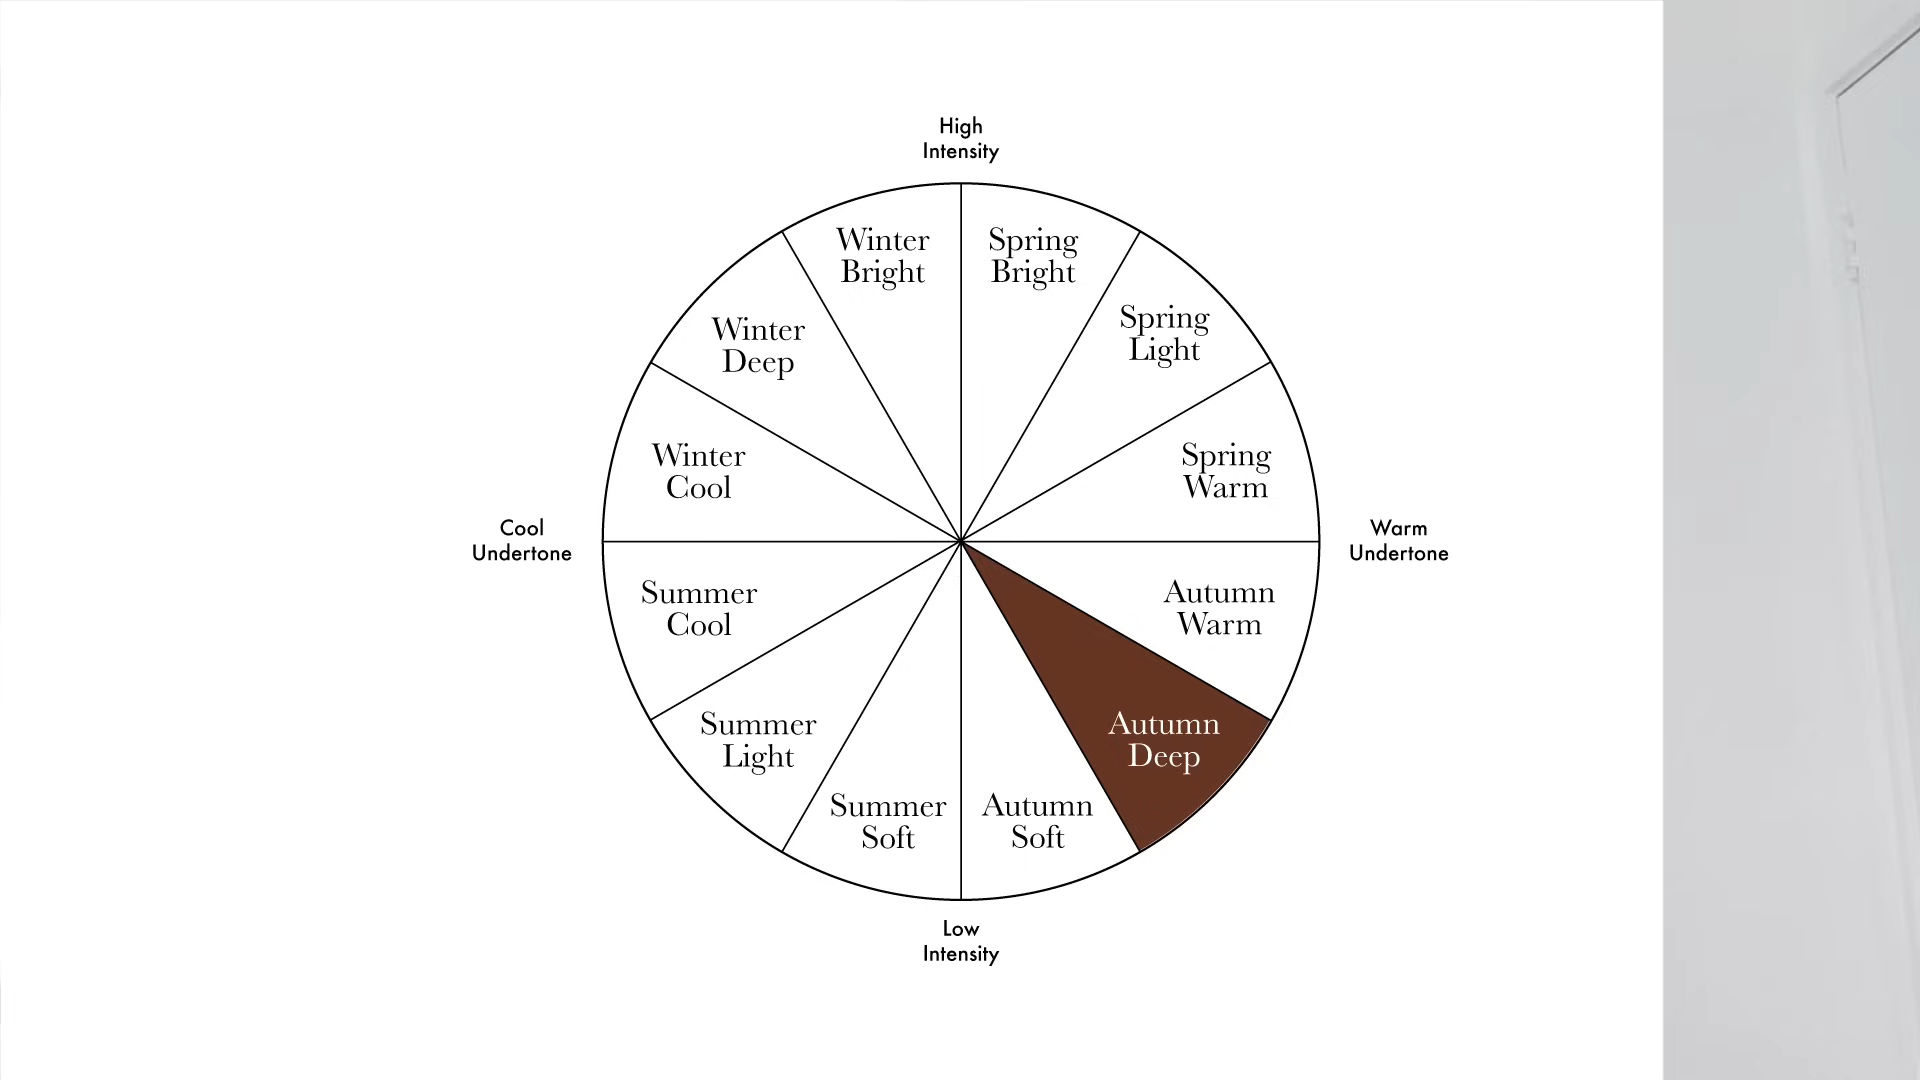 High
Intensity
Winter
Bright
Spring
Bright
Winter
Deep
Spring
Light
Winter
Cool
Spring
Warm
Cool
Undertone
Warm
Undertone
Summer
Cool
Autumn
Warm
Summer
Light
Autumn
Deep
Summer
Soft
Autumn
Soft
Low
Intensity